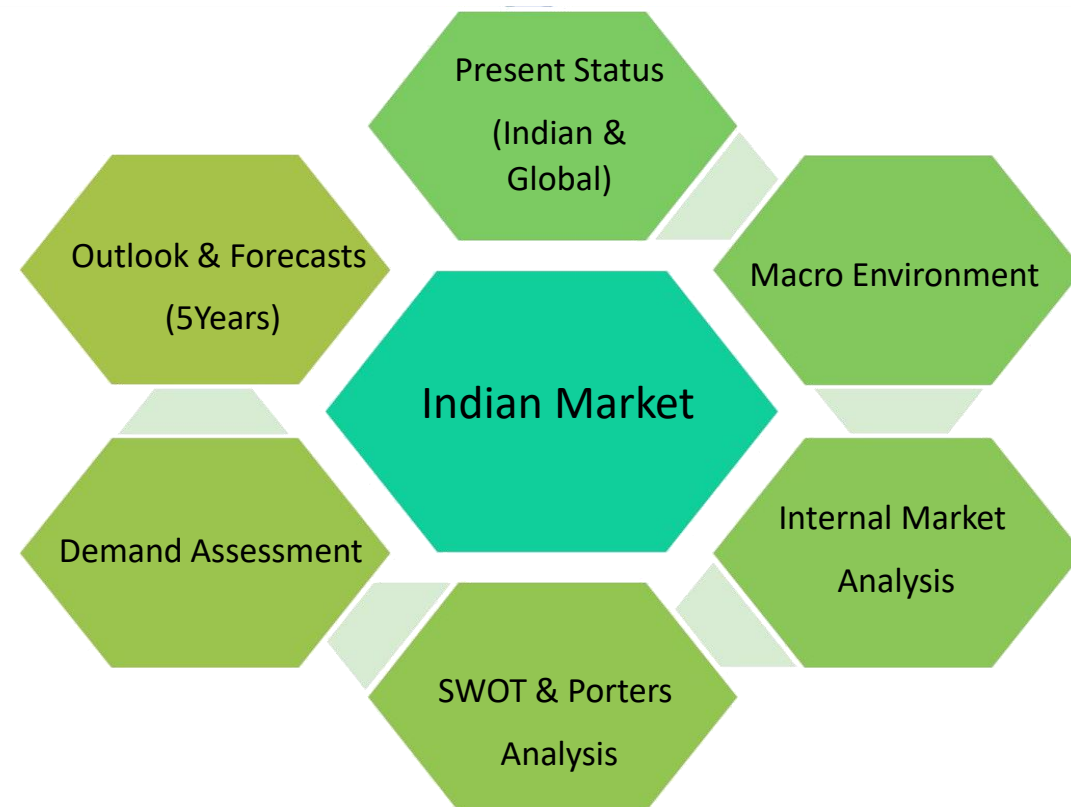 Present Status
(Indian &
Global)
Macro Environment
Internal Market
Analysis
SWOT & Porters
Analysis
Demand Assessment
Outlook & Forecasts
(5Years)
Indian Market